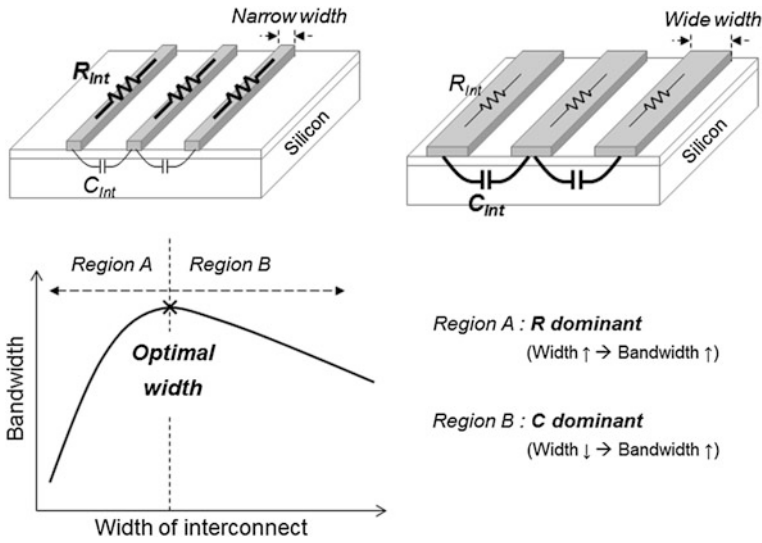 Narrow width
R_Int
C_Int
Silicon
Wide width
R_Int
C_Int
Silicon
Region A
Region B
Optimal
width
Bandwidth
Width of interconnect
Region A : R dominant
(Width ↑ → Bandwidth ↑)
Region B : C dominant
(Width ↓ → Bandwidth ↑)